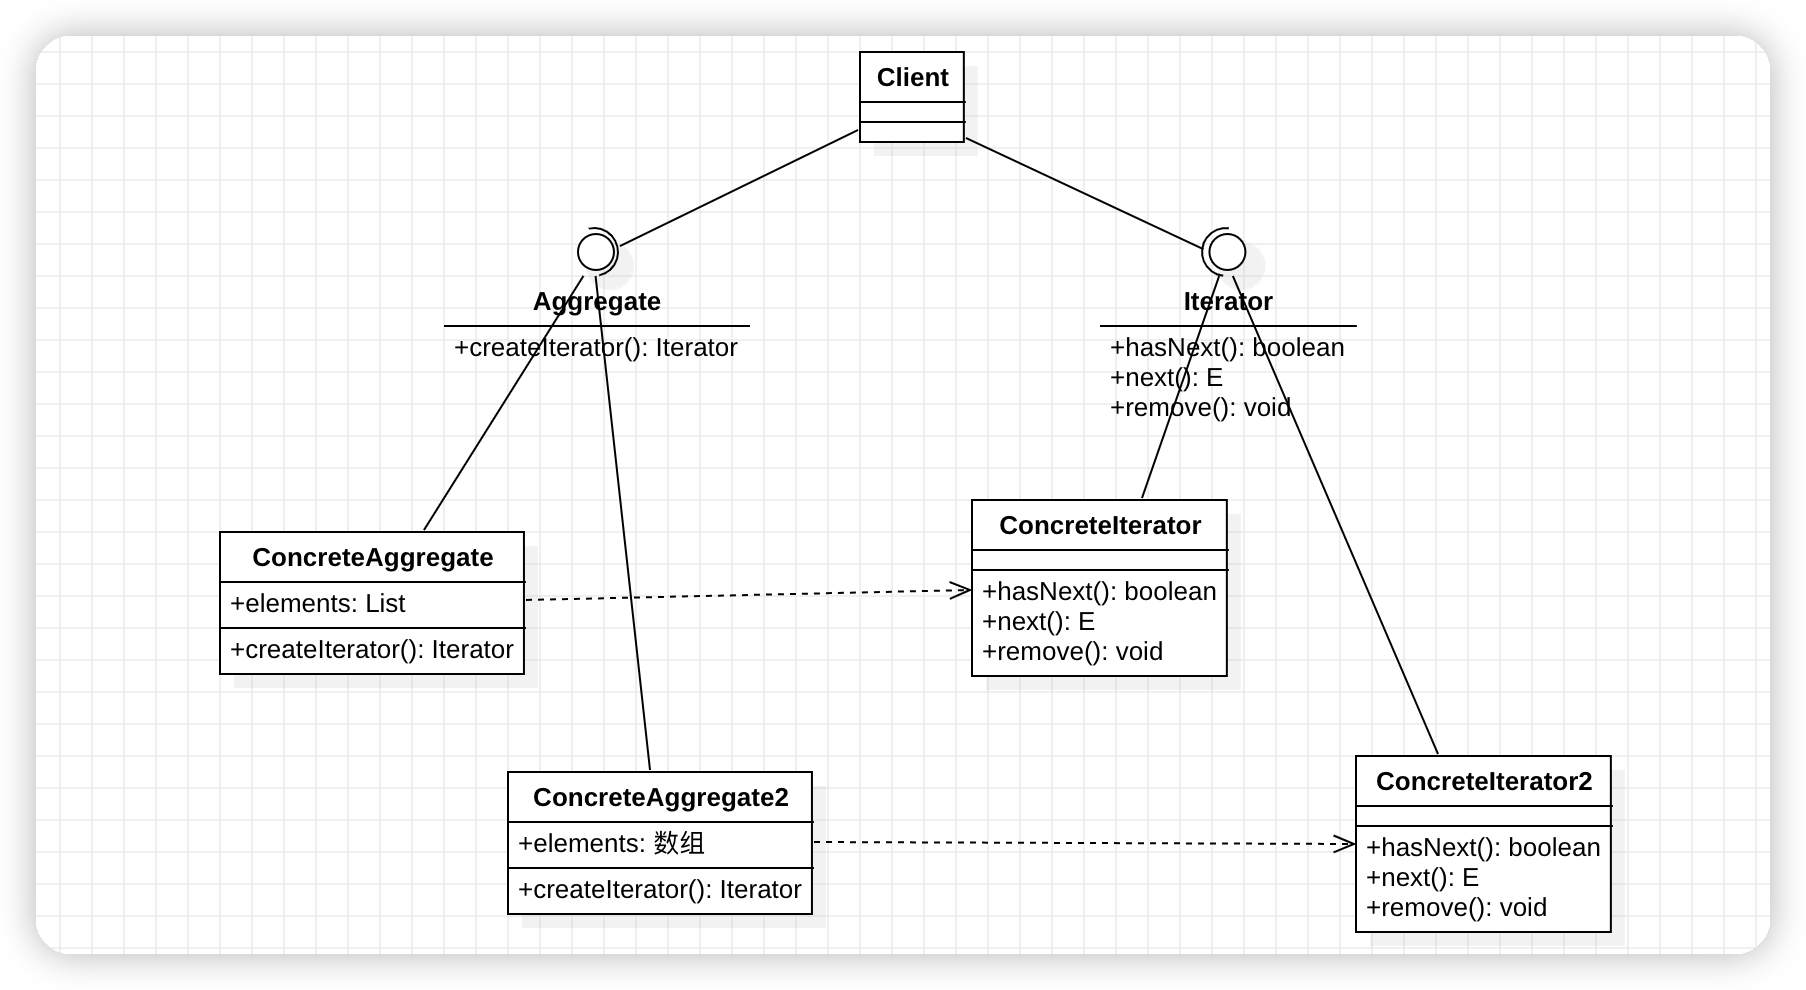 Client
Aggregate
+createIterator(): Iterator
Iterator
+hasNext(): boolean
+next(): E
+remove(): void
ConcreteAggregate
+elements: List
+createIterator(): Iterator
ConcreteIterator
+hasNext(): boolean
+next(): E
+remove(): void
ConcreteAggregate2
+elements: 数组
+createIterator(): Iterator
ConcreteIterator2
+hasNext(): boolean
+next(): E
+remove(): void